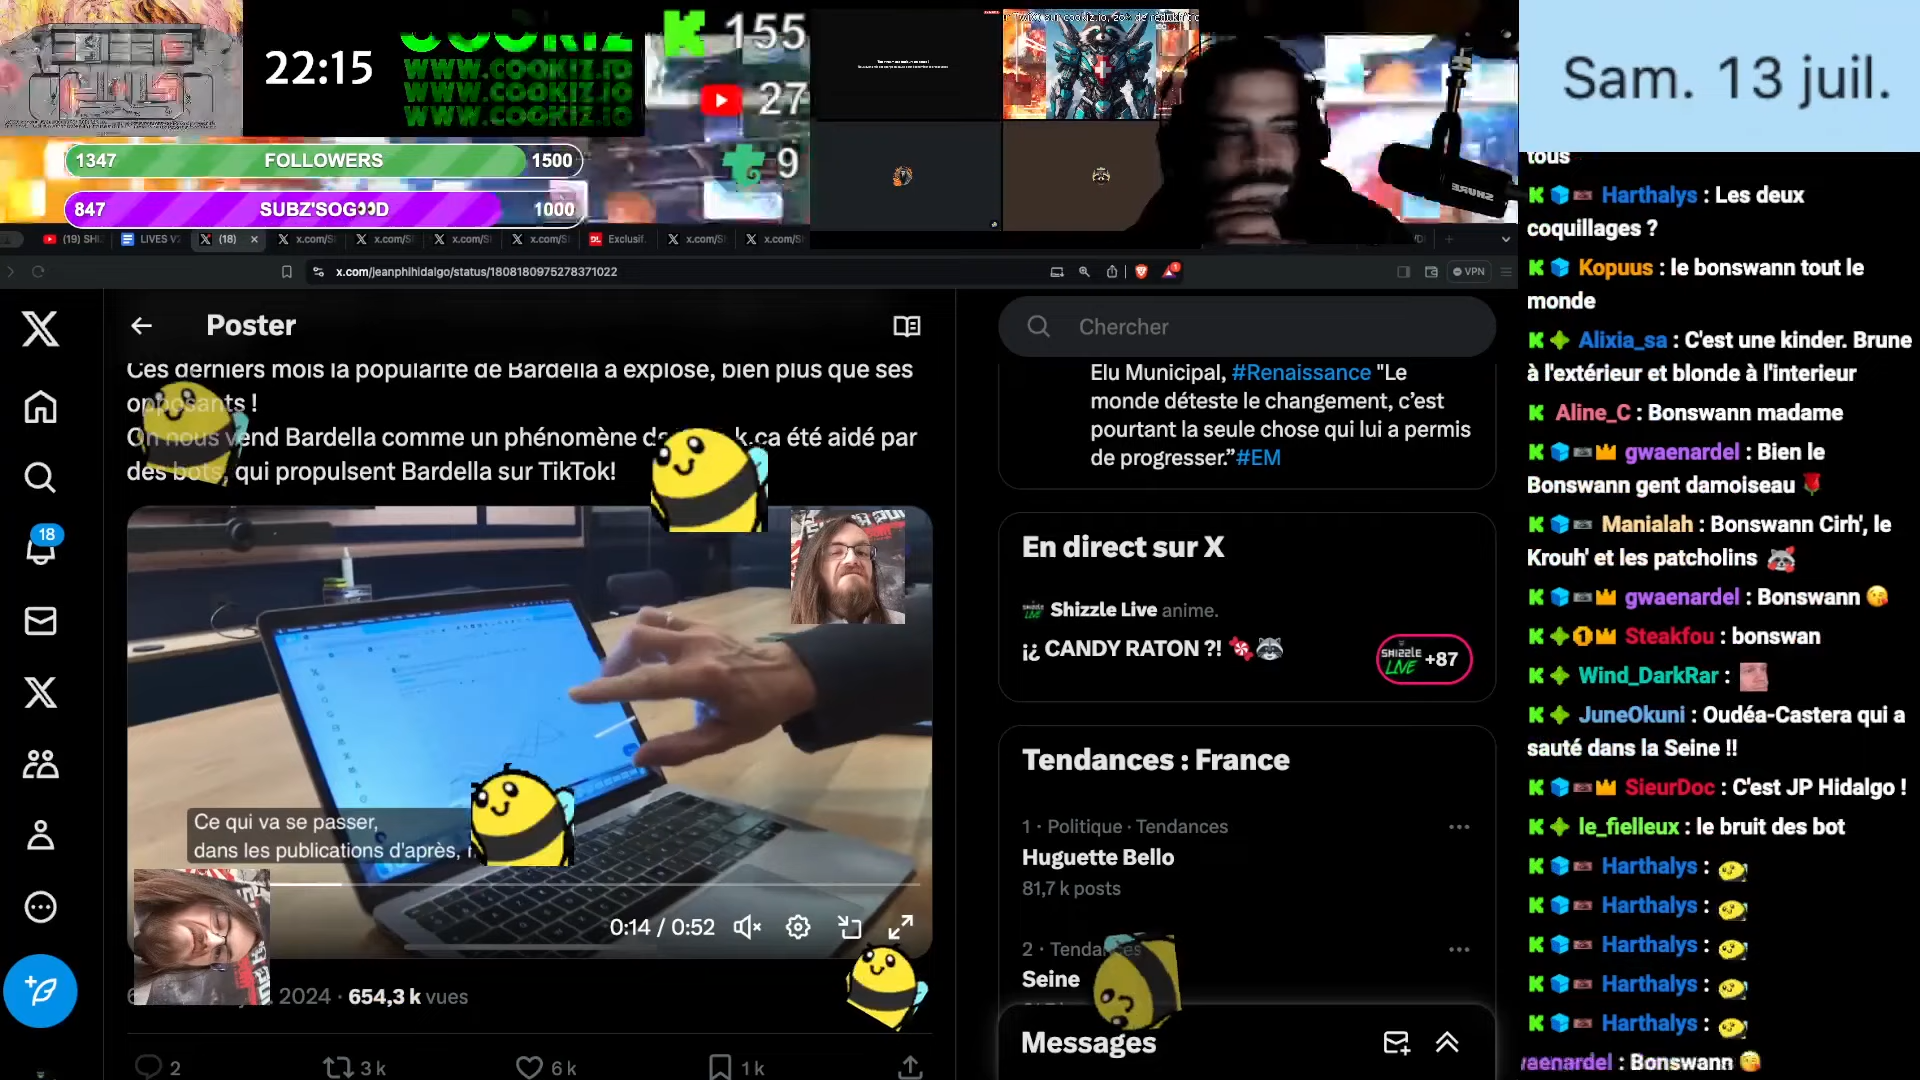 22:15
COOKIZ
WWW.COOKIZ.IO
WWW.COOKIZ.IO
WWW.COOKIZ.IO
155
27
9
1347 FOLLOWERS 1500
847 SUBZ'SOG👀D 1000
sur cookiz.io, 20% de
SHURE
Sam. 13 juil.
(19) SHI
LIVES V
(18)
x.com/S
x.com/S
x.com/S
x.com/S
Exclusif.
x.com/S
x.com/S
x.com/jeanphihidalgo/status/1808180975278371022
VPN
Poster
Ces derniers mois la popularité de Bardella a explosé, bien plus que ses
opposants !
On nous vend Bardella comme un phénomène ça été aidé par
des bots, qui propulsent Bardella sur TikTok!
Ce qui va se passer,
dans les publications d'après,
0:14 / 0:52
2024 · 654,3 k vues
2
3 k
6 k
1 k
18
Chercher
Elu Municipal, #Renaissance "Le
monde déteste le changement, c'est
pourtant la seule chose qui lui a permis
de progresser."#EM
En direct sur X
Shizzle Live anime.
¡¿ CANDY RATON ?! 🍬🦝
SHIZZLE
LIVE +87
Tendances : France
1 · Politique · Tendances
Huguette Bello
81,7 k posts
2 · Tendances
Seine
Messages
tous
Harthalys : Les deux
coquillages ?
Kopuus : le bonswann tout le
monde
Alixia_sa : C'est une kinder. Brune
à l'extérieur et blonde à l'interieur
Aline_C : Bonswann madame
gwaenardel : Bien le
Bonswann gent damoiseau 🌹
Manialah : Bonswann Cirh', le
Krouh' et les patcholins
gwaenardel : Bonswann 😘
Steakfou : bonswan
Wind_DarkRar :
JuneOkuni : Oudéa-Castera qui a
sauté dans la Seine !!
SieurDoc : C'est JP Hidalgo !
le_fielleux : le bruit des bot
Harthalys :
Harthalys :
Harthalys :
Harthalys :
Harthalys :
waenardel : Bonswann